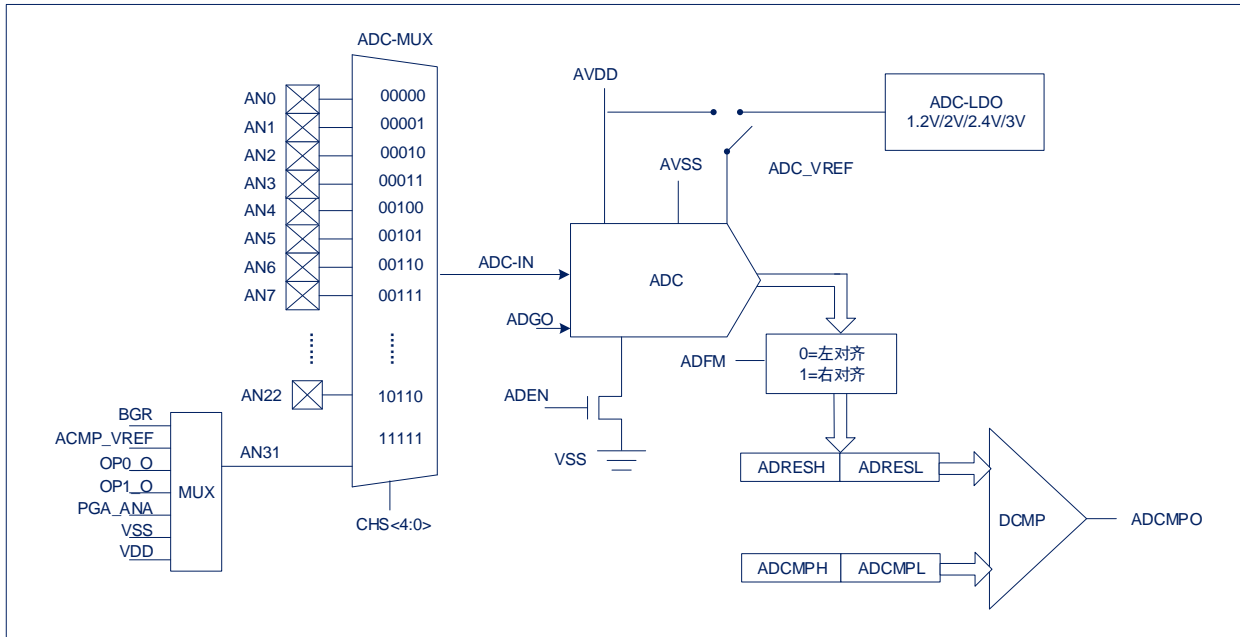 ADC-MUX
AN0
00000
AN1
00001
AN2
00010
AN3
00011
AN4
00100
AN5
00101
AN6
00110
AN7
00111
AN22
10110
11111
AN31
CHS<4:0>
BGR
ACMP_VREF
OP0_O
OP1_O
PGA_ANA
VSS
VDD
MUX
AVDD
AVSS
ADC_VREF
ADC-LDO
1.2V/2V/2.4V/3V
ADC-IN
ADC
ADGO
ADEN
VSS
ADFM
0=左对齐
1=右对齐
ADRESH
ADRESL
ADCMPH
ADCMPL
DCMP
ADCMPO